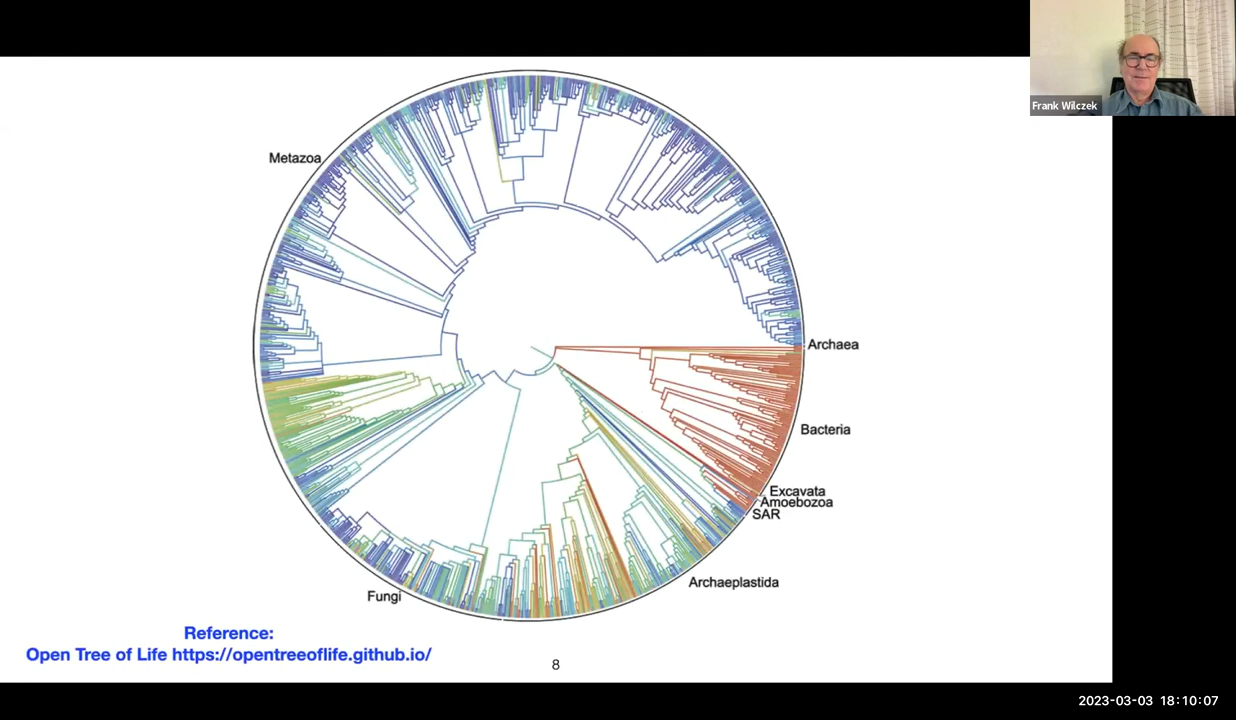 Frank Wilczek
Metazoa
Archaea
Bacteria
Excavata
Amoebozoa
SAR
Archaeplastida
Fungi
Reference:
Open Tree of Life https://opentreeoflife.github.io/
8
2023-03-03 18:10:07